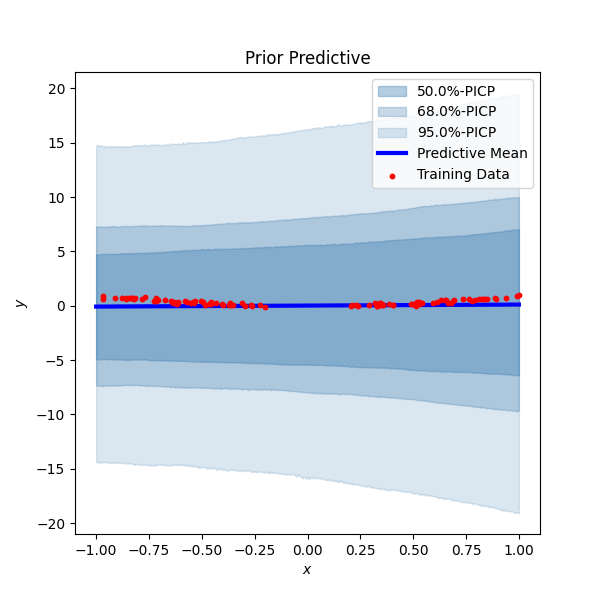 Prior Predictive
50.0%-PICP
68.0%-PICP
95.0%-PICP
Predictive Mean
Training Data
y
20
15
10
5
0
−5
−10
−15
−20
−1.00 −0.75 −0.50 −0.25 0.00 0.25 0.50 0.75 1.00
x